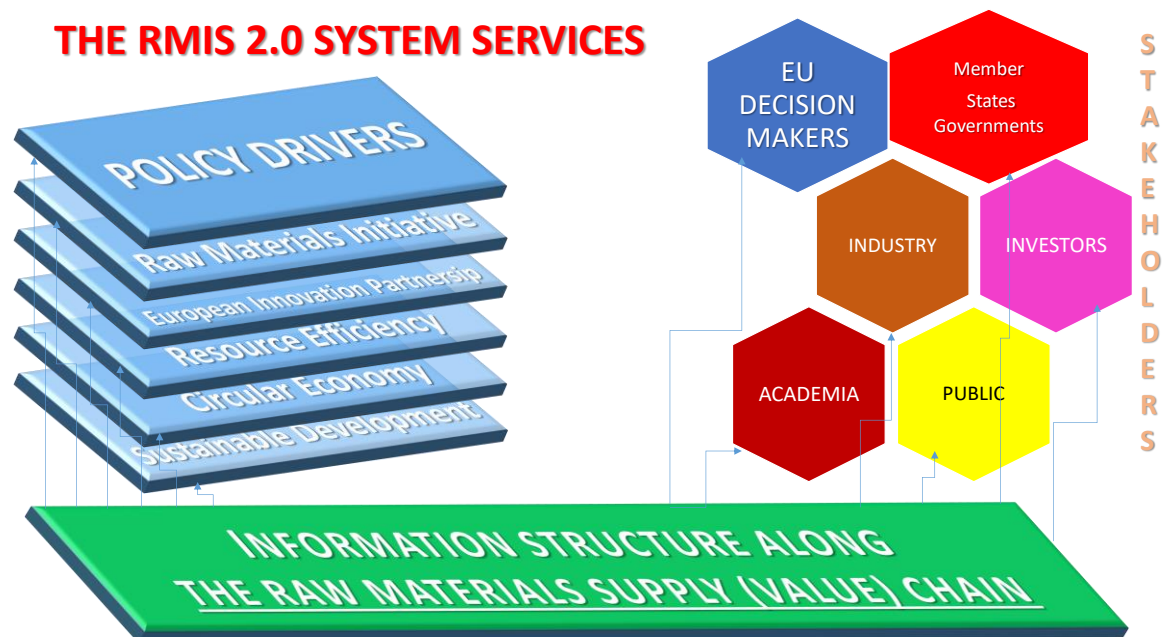 THE RMIS 2.0 SYSTEM SERVICES
POLICY DRIVERS
Raw Materials Initiative
European Innovation Partnersip
Resource Efficiency
Circular Economy
Sustainable Development
EU
DECISION
MAKERS
Member
States
Governments
INDUSTRY
INVESTORS
ACADEMIA
PUBLIC
STAKEHOLDERS
INFORMATION STRUCTURE ALONG
THE RAW MATERIALS SUPPLY (VALUE) CHAIN